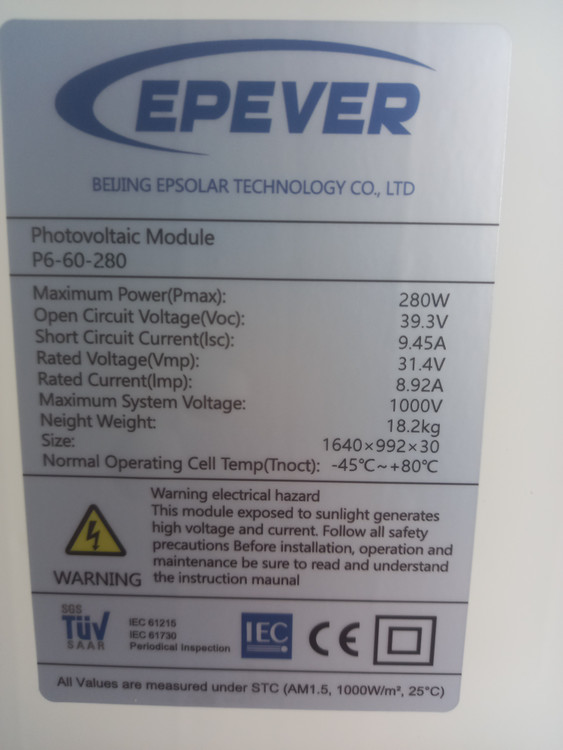 EPEVER
BEIJING EPSOLAR TECHNOLOGY CO., LTD
Photovoltaic Module
P6-60-280
Maximum Power(Pmax): 280W
Open Circuit Voltage(Voc): 39.3V
Short Circuit Current(Isc): 9.45A
Rated Voltage(Vmp): 31.4V
Rated Current(Imp): 8.92A
Maximum System Voltage: 1000V
Neight Weight: 18.2kg
Size: 1640×992×30
Normal Operating Cell Temp(Tnoct): -45℃~+80℃
Warning electrical hazard
This module exposed to sunlight generates
high voltage and current. Follow all safety
precautions Before installation, operation and
maintenance be sure to read and understand
WARNING the instruction maunal
SGS
TÜV
SAAR
IEC 61215
IEC 61730
Periodical Inspection
IEC
CE
All Values are measured under STC (AM1.5, 1000W/m², 25°C)